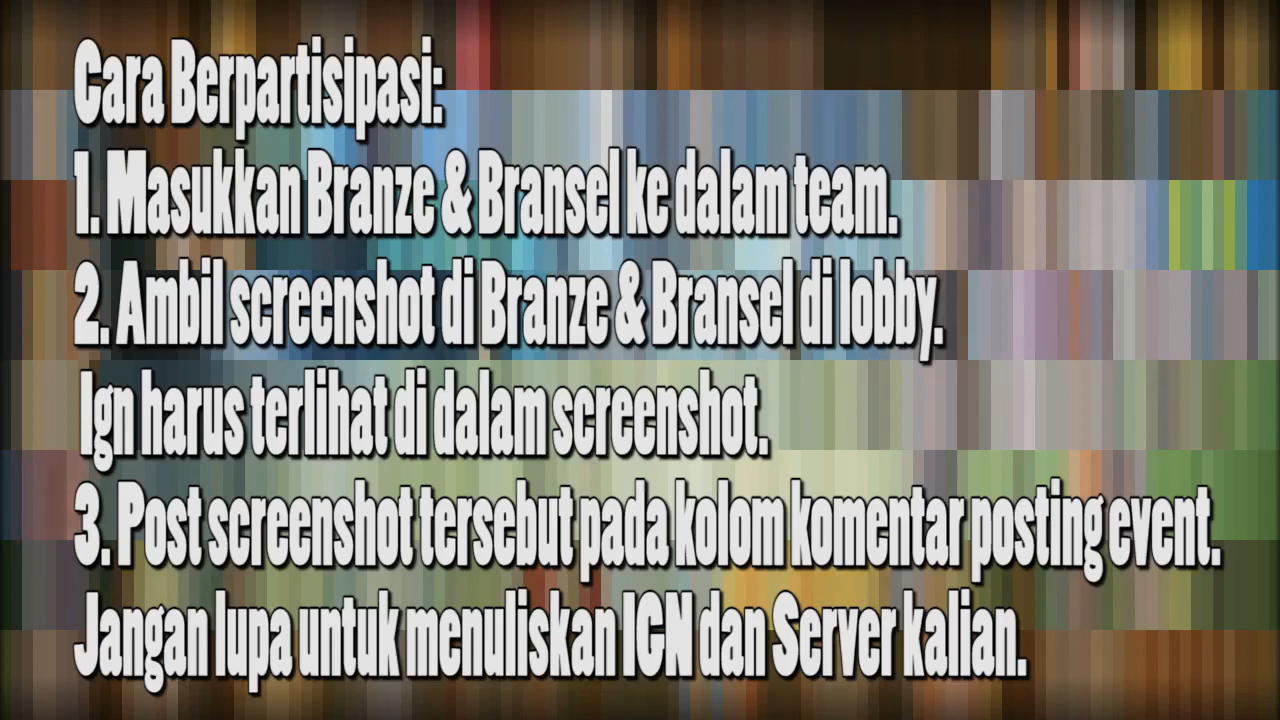 Cara Berpartisipasi:
1. Masukkan Branze & Bransel ke dalam team.
2. Ambil screenshot di Branze & Bransel di lobby.
Ign harus terlihat di dalam screenshot.
3. Post screenshot tersebut pada kolom komentar posting event.
Jangan lupa untuk menuliskan IGN dan Server kalian.